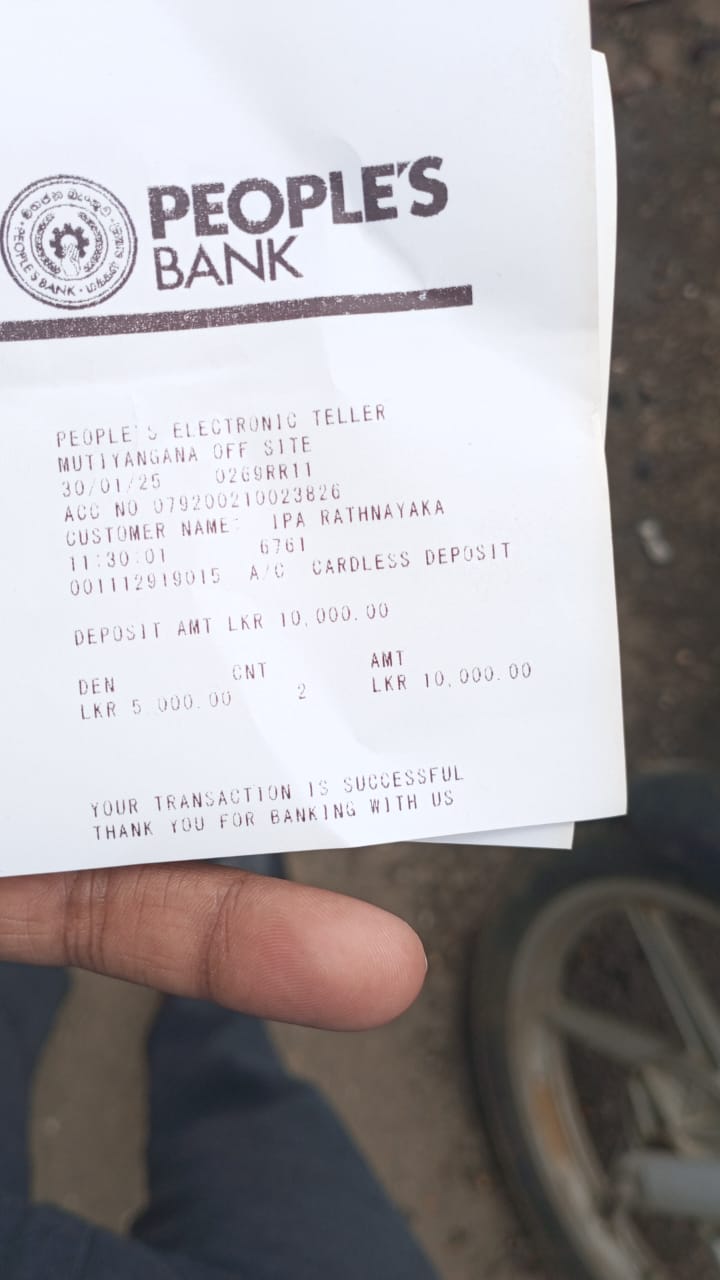 PEOPLE'S
BANK
PEOPLE'S BANK
PEOPLE'S ELECTRONIC TELLER
MUTIYANGANA OFF SITE
30/01/25 0269RR11
ACC NO 079200210023826
CUSTOMER NAME: IPA RATHNAYAKA
11:30:01 6761
001112919015 A/C CARDLESS DEPOSIT
DEPOSIT AMT LKR 10,000.00
DEN CNT AMT
LKR 5,000.00 2 LKR 10,000.00
YOUR TRANSACTION IS SUCCESSFUL
THANK YOU FOR BANKING WITH US